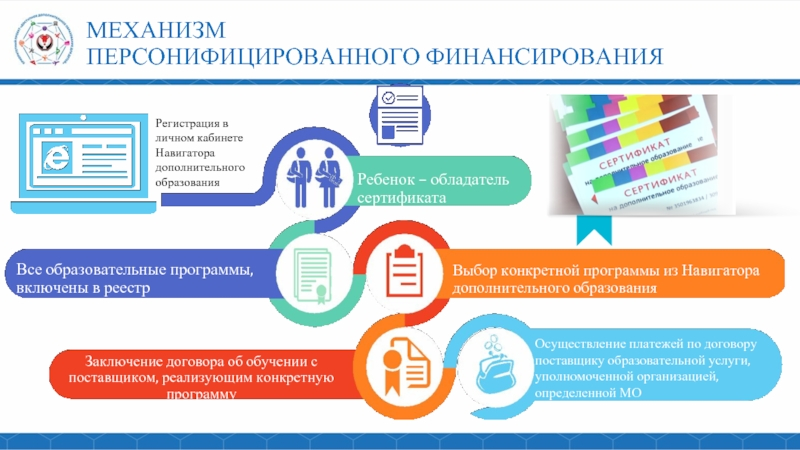 МЕХАНИЗМ
ПЕРСОНИФИЦИРОВАННОГО ФИНАНСИРОВАНИЯ
Регистрация в
личном кабинете
Навигатора
дополнительного
образования
Ребенок – обладатель
сертификата
СЕРТИФИКАТ
на дополнительное образование
СЕРТИФИКАТ
на дополнительное образование
Все образовательные программы,
включены в реестр
Выбор конкретной программы из Навигатора
дополнительного образования
Заключение договора об обучении с
поставщиком, реализующим конкретную
программу
Осуществление платежей по договору
поставщику образовательной услуги,
уполномоченной организацией,
определенной МО